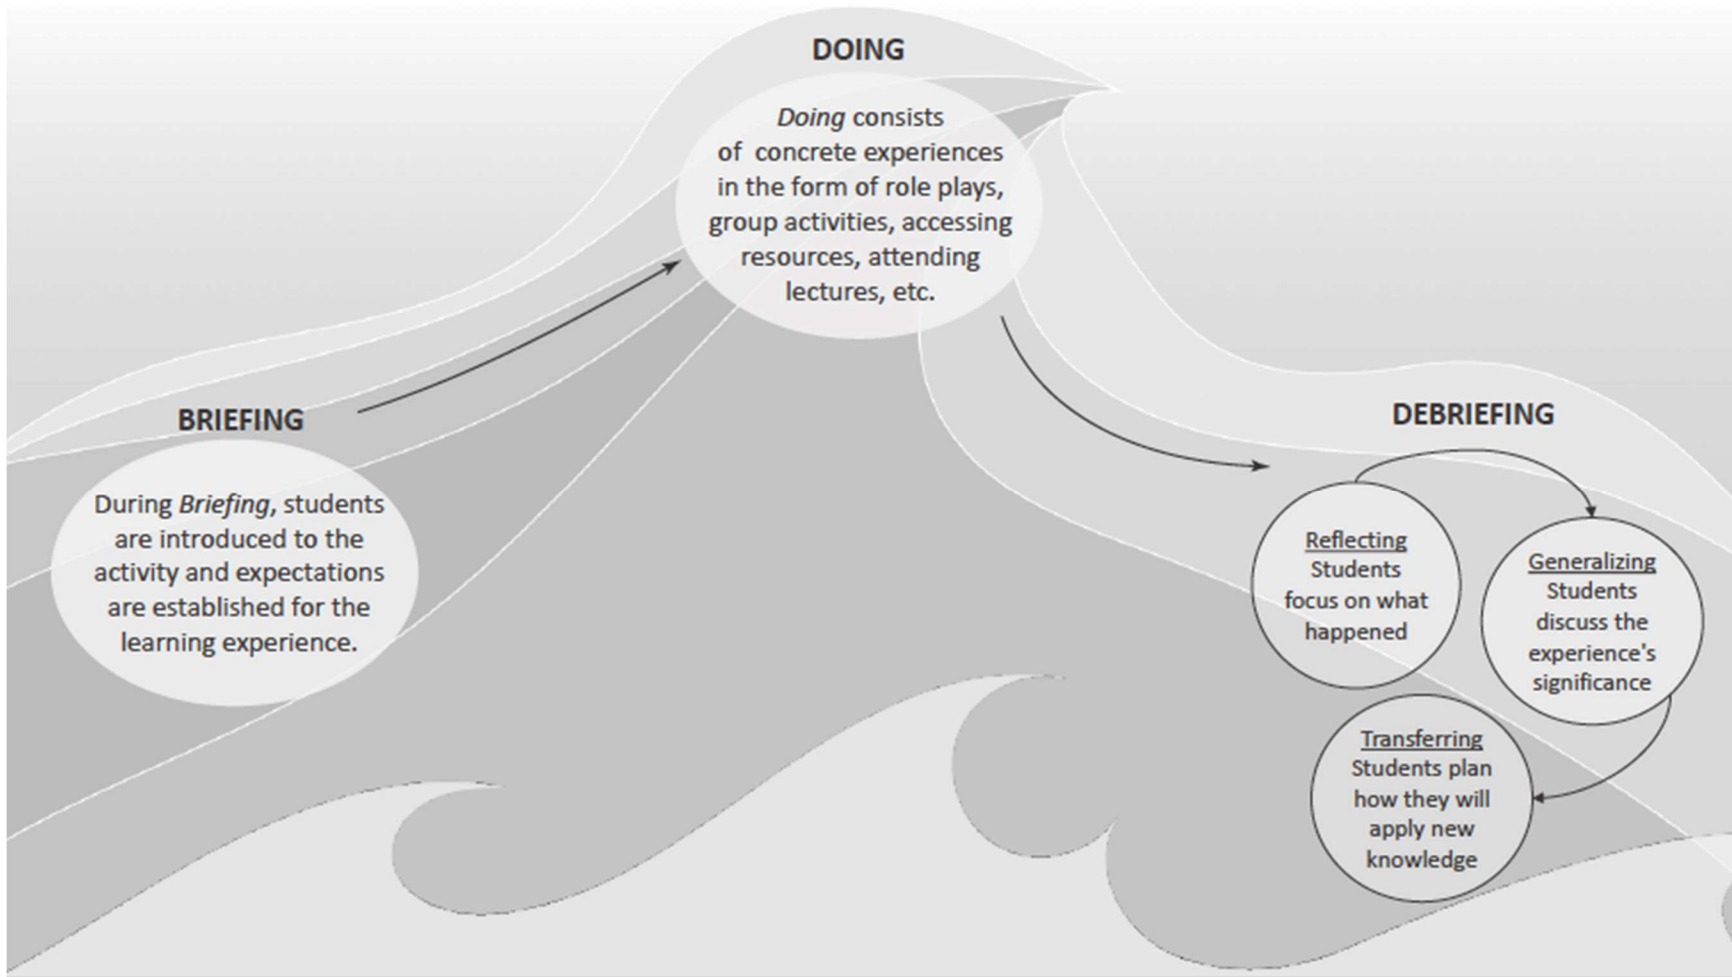 DOING
Doing consists
of concrete experiences
in the form of role plays,
group activities, accessing
resources, attending
lectures, etc.
BRIEFING
During Briefing, students
are introduced to the
activity and expectations
are established for the
learning experience.
DEBRIEFING
Reflecting
Students
focus on what
happened
Generalizing
Students
discuss the
experience's
significance
Transferring
Students plan
how they will
apply new
knowledge